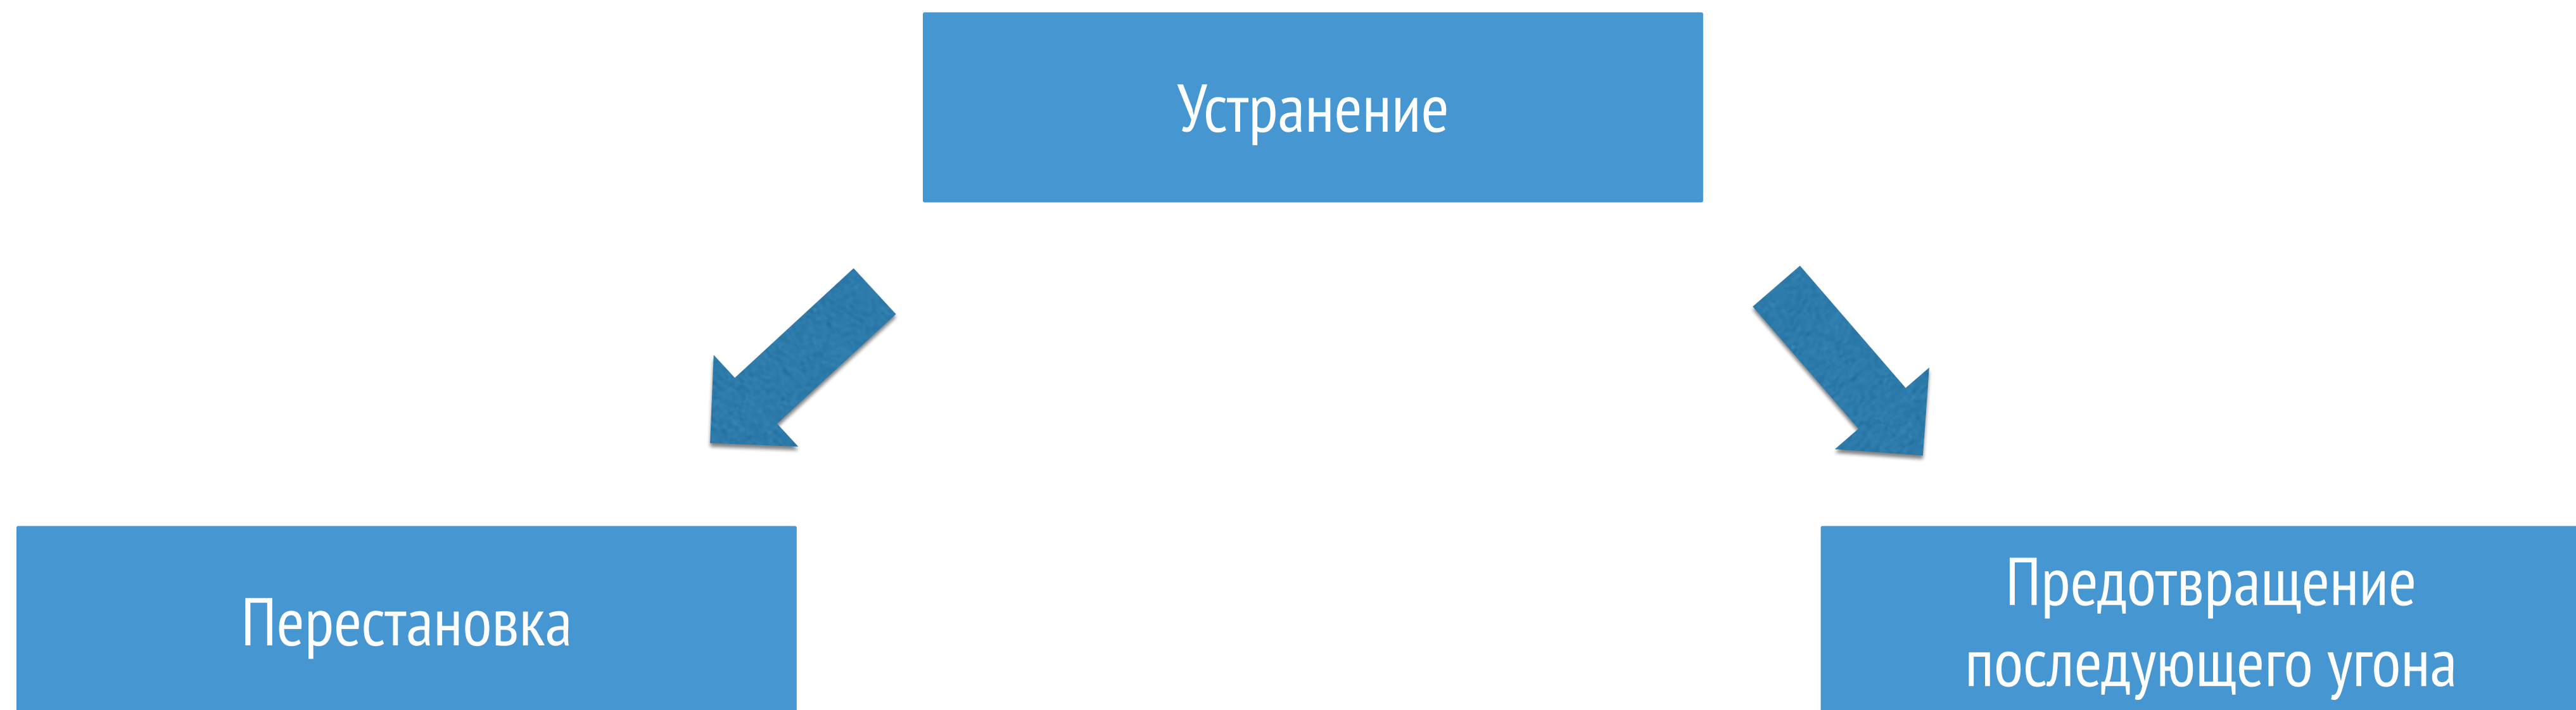 Устранение
Перестановка
Предотвращение
последующего угона